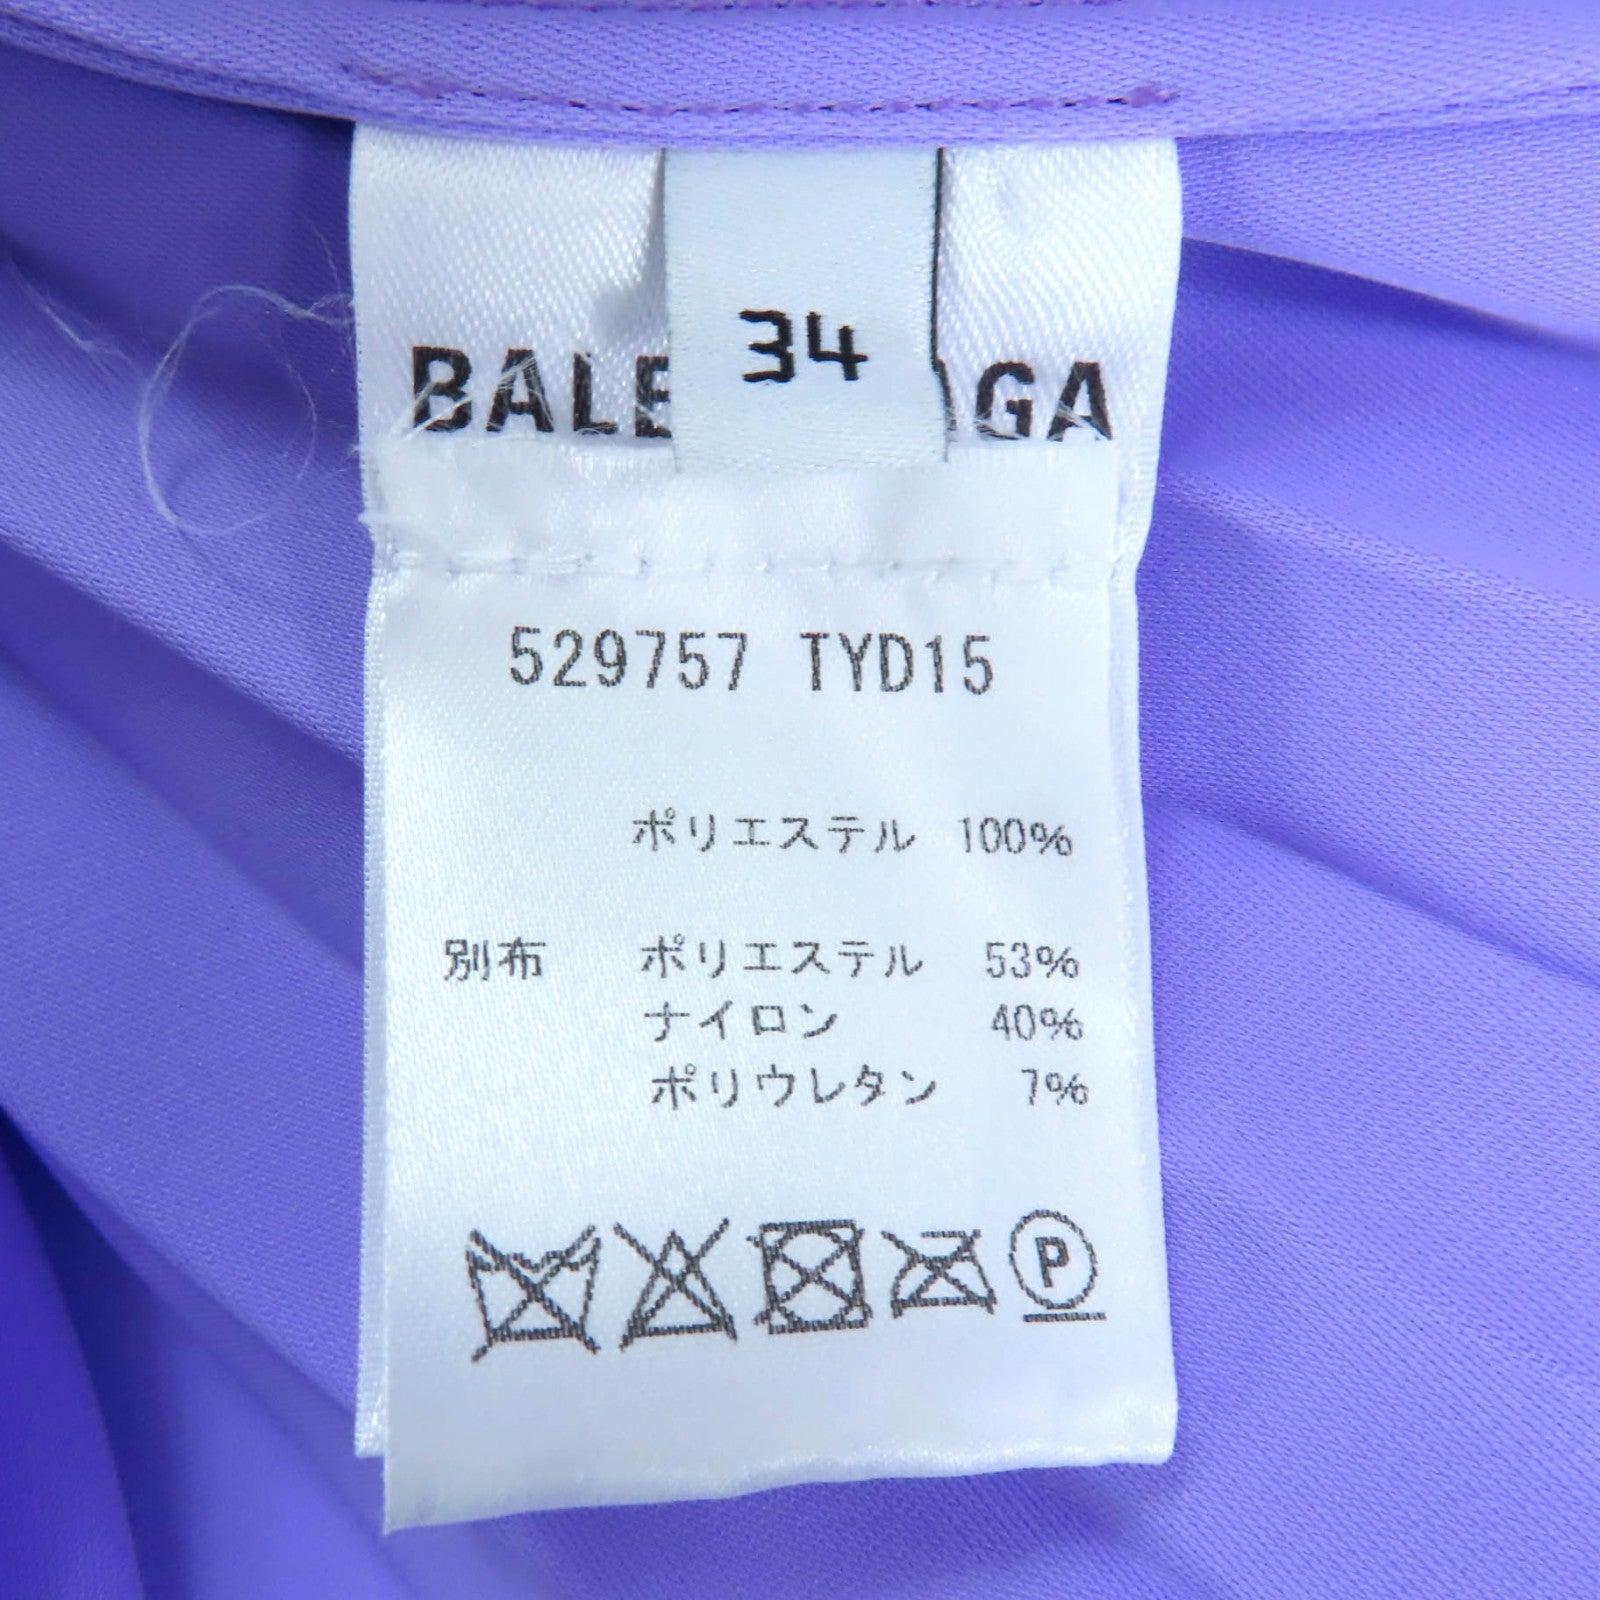 34
BALE AGA
529757 TYD15
ポリエステル 100%
別布 ポリエステル 53%
ナイロン 40%
ポリウレタン 7%
P